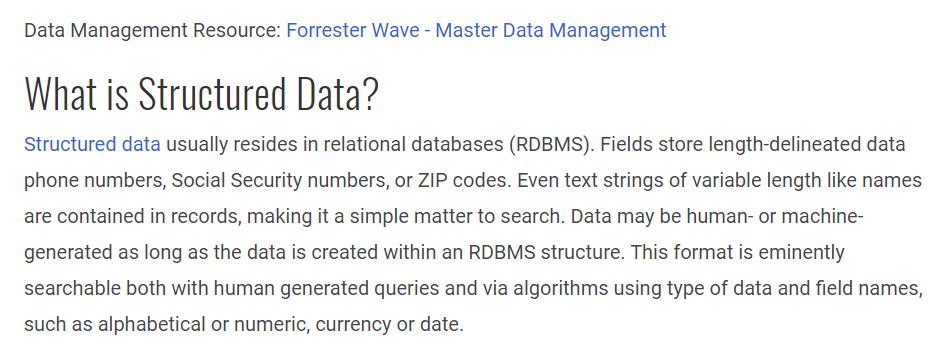 Data Management Resource: Forrester Wave - Master Data Management
What is Structured Data?
Structured data usually resides in relational databases (RDBMS). Fields store length-delineated data
phone numbers, Social Security numbers, or ZIP codes. Even text strings of variable length like names
are contained in records, making it a simple matter to search. Data may be human- or machine-
generated as long as the data is created within an RDBMS structure. This format is eminently
searchable both with human generated queries and via algorithms using type of data and field names,
such as alphabetical or numeric, currency or date.